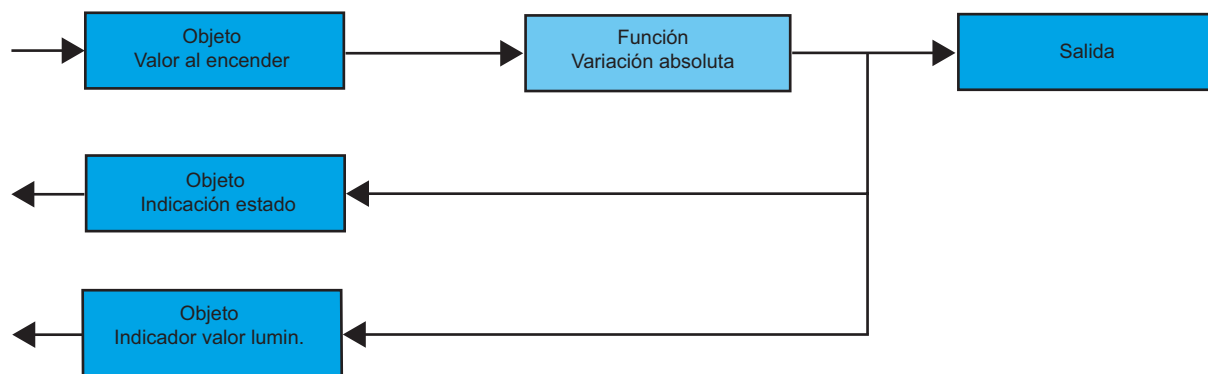 Objeto
Valor al encender
Función
Variación absoluta
Salida
Objeto
Indicación estado
Objeto
Indicador valor lumin.